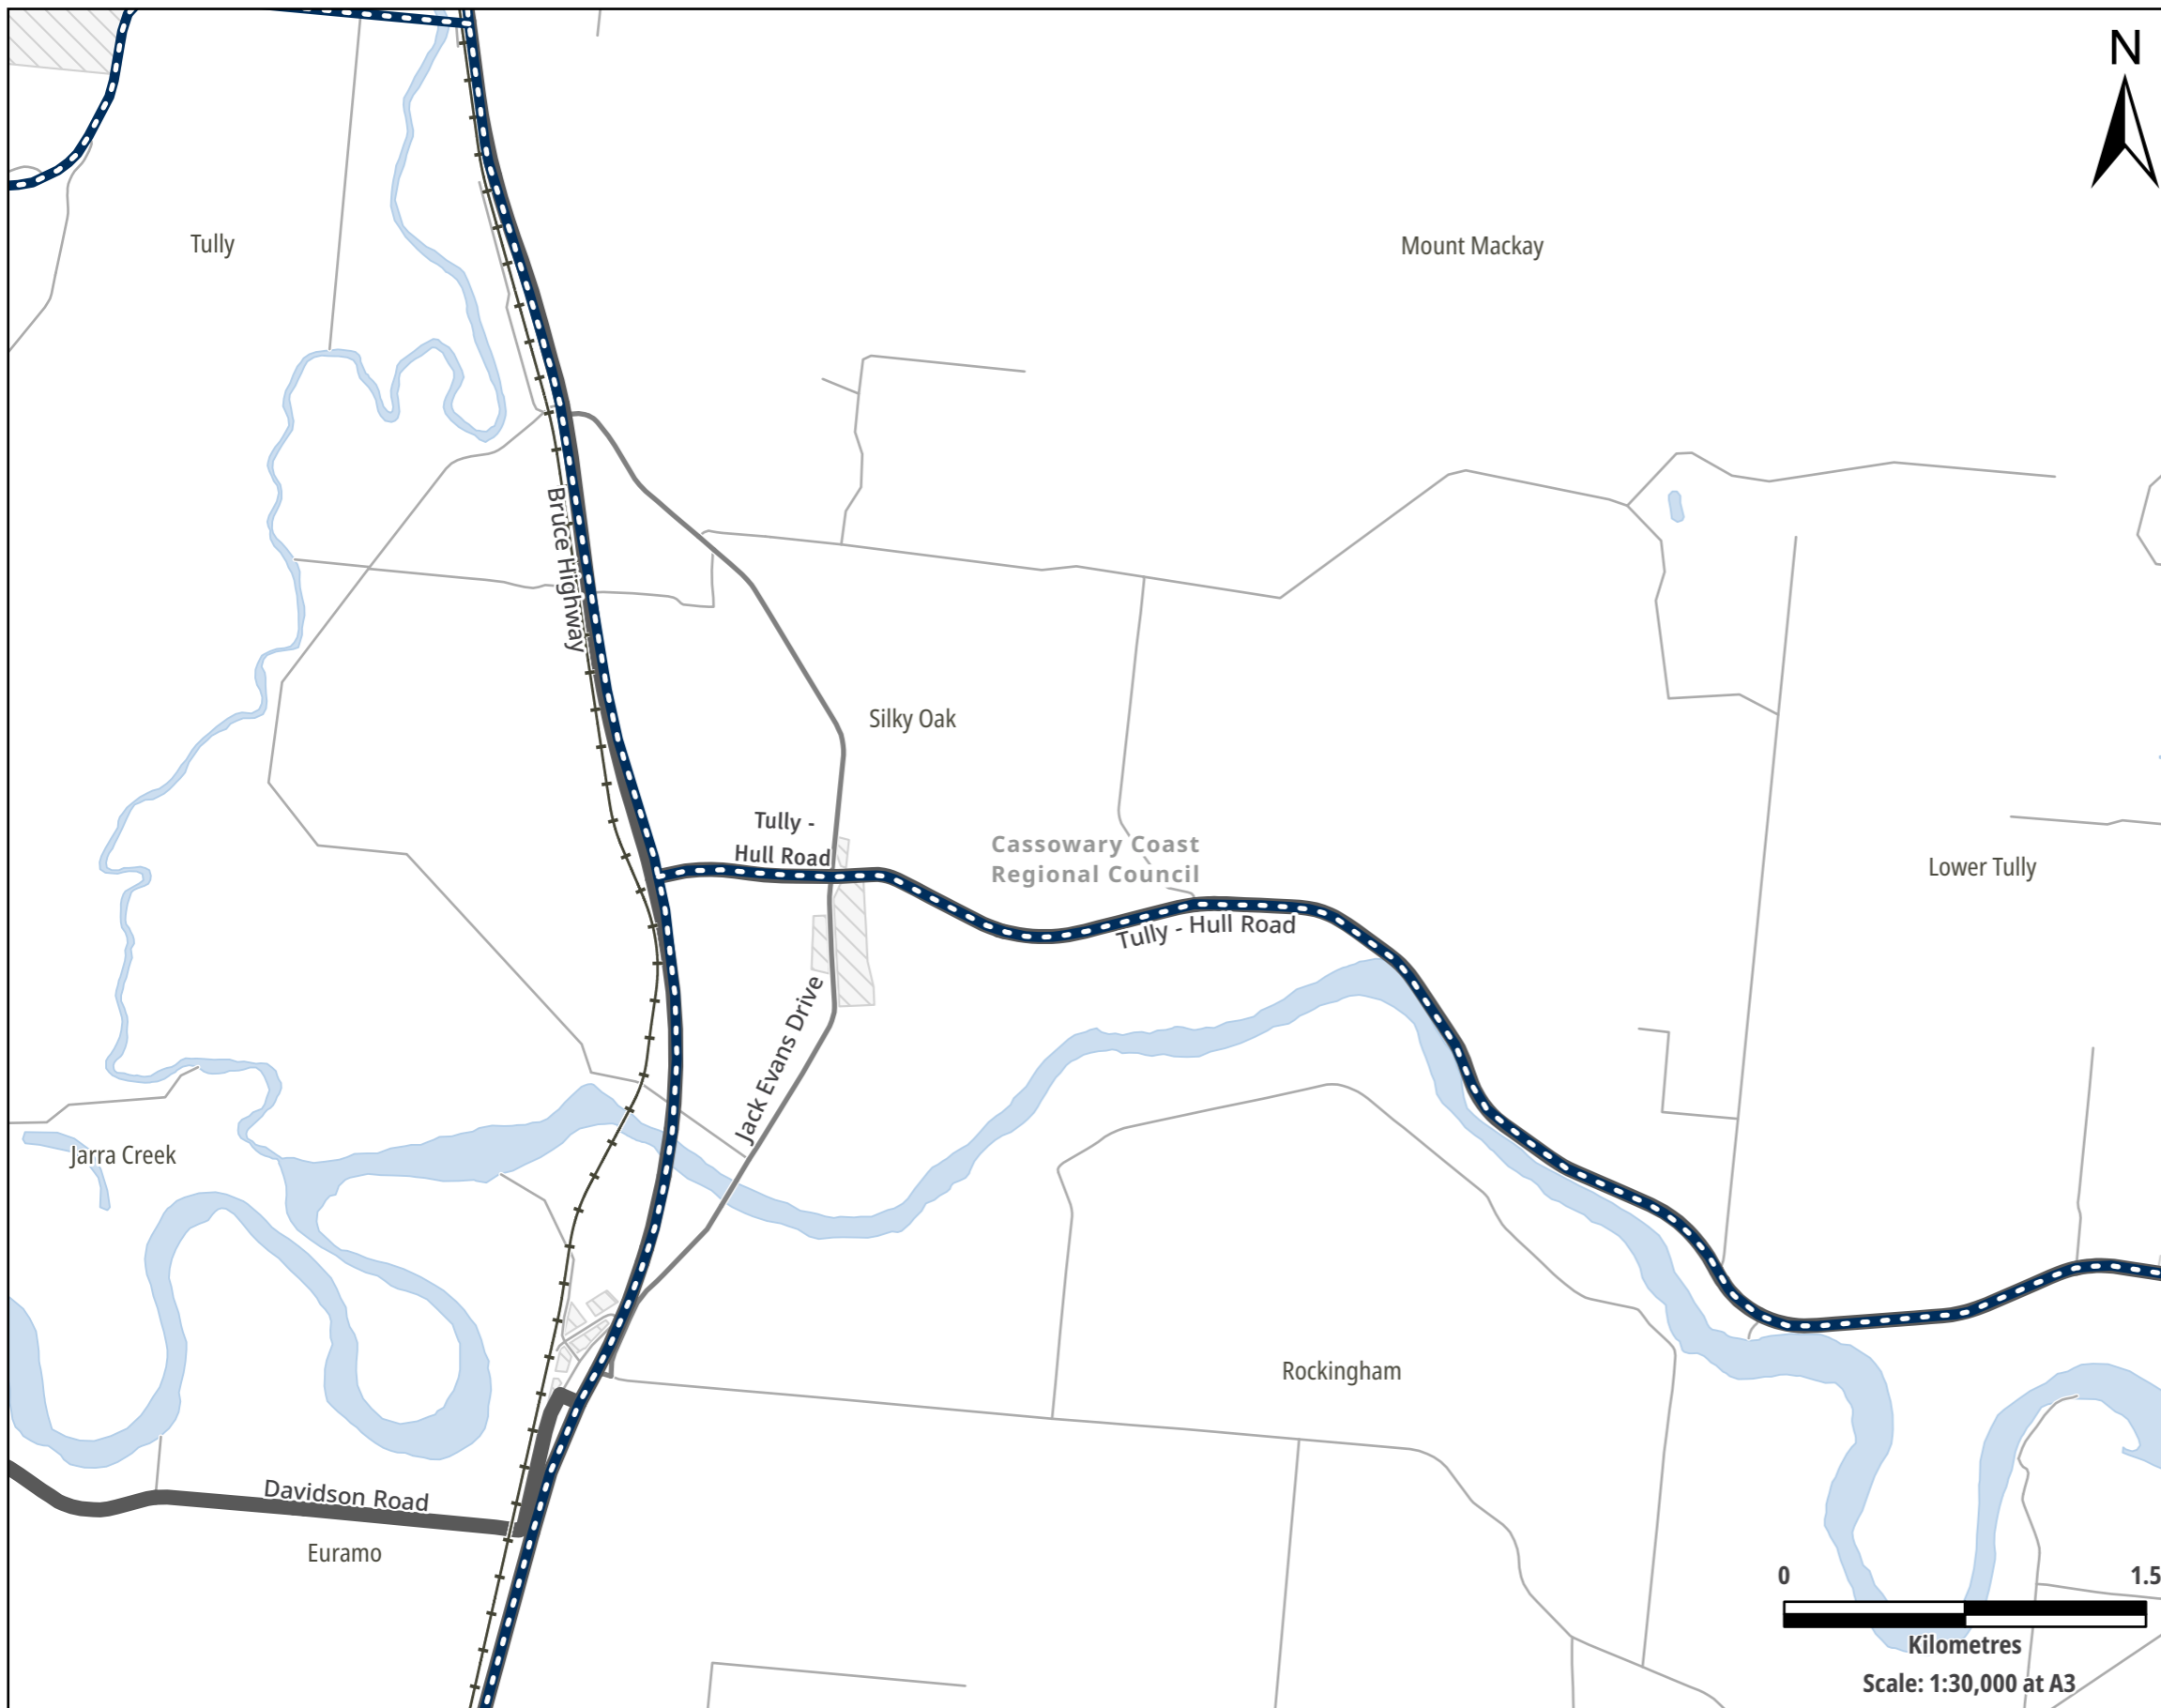 N
Tully
Mount Mackay
Bruce Highway
Silky Oak
Tully -
Hull Road
Cassowary Coast
Regional Council
Lower Tully
Tully - Hull Road
Jack Evans Drive
Jarra Creek
Rockingham
Davidson Road
Euramo
0 1.5
Kilometres
Scale: 1:30,000 at A3